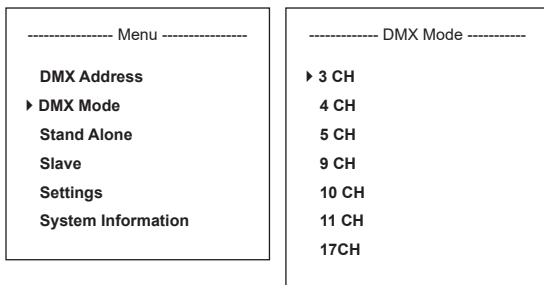 ---------------- Menu ----------------
DMX Address
DMX Mode
Stand Alone
Slave
Settings
System Information
------------- DMX Mode -----------
3 CH
4 CH
5 CH
9 CH
10 CH
11 CH
17CH